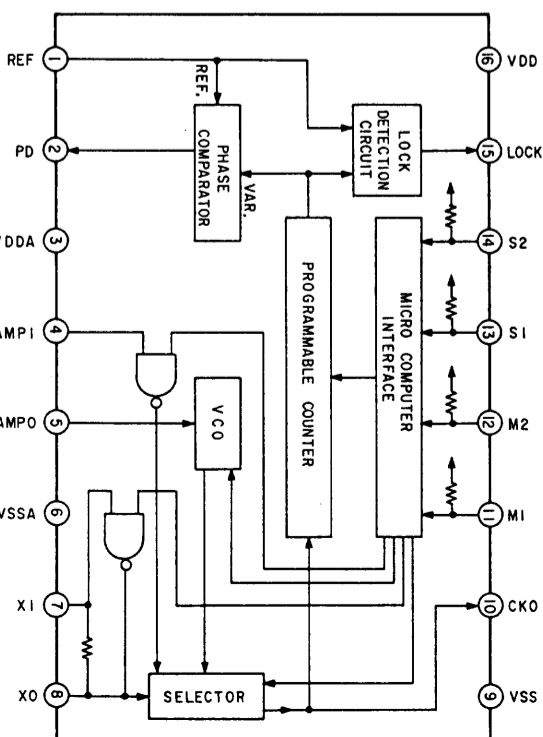 REF 1
PD 2
VDDA 3
AMPI 4
AMPO 5
VSSA 6
XI 7
XO 8
16 VDD
15 LOCK
14 S2
13 S1
12 M2
11 M1
10 CKO
9 VSS
REF.
VAR.
PHASE
COMPARATOR
LOCK
DETECTION
CIRCUIT
PROGRAMMABLE COUNTER
MICRO COMPUTER
INTERFACE
VCO
SELECTOR